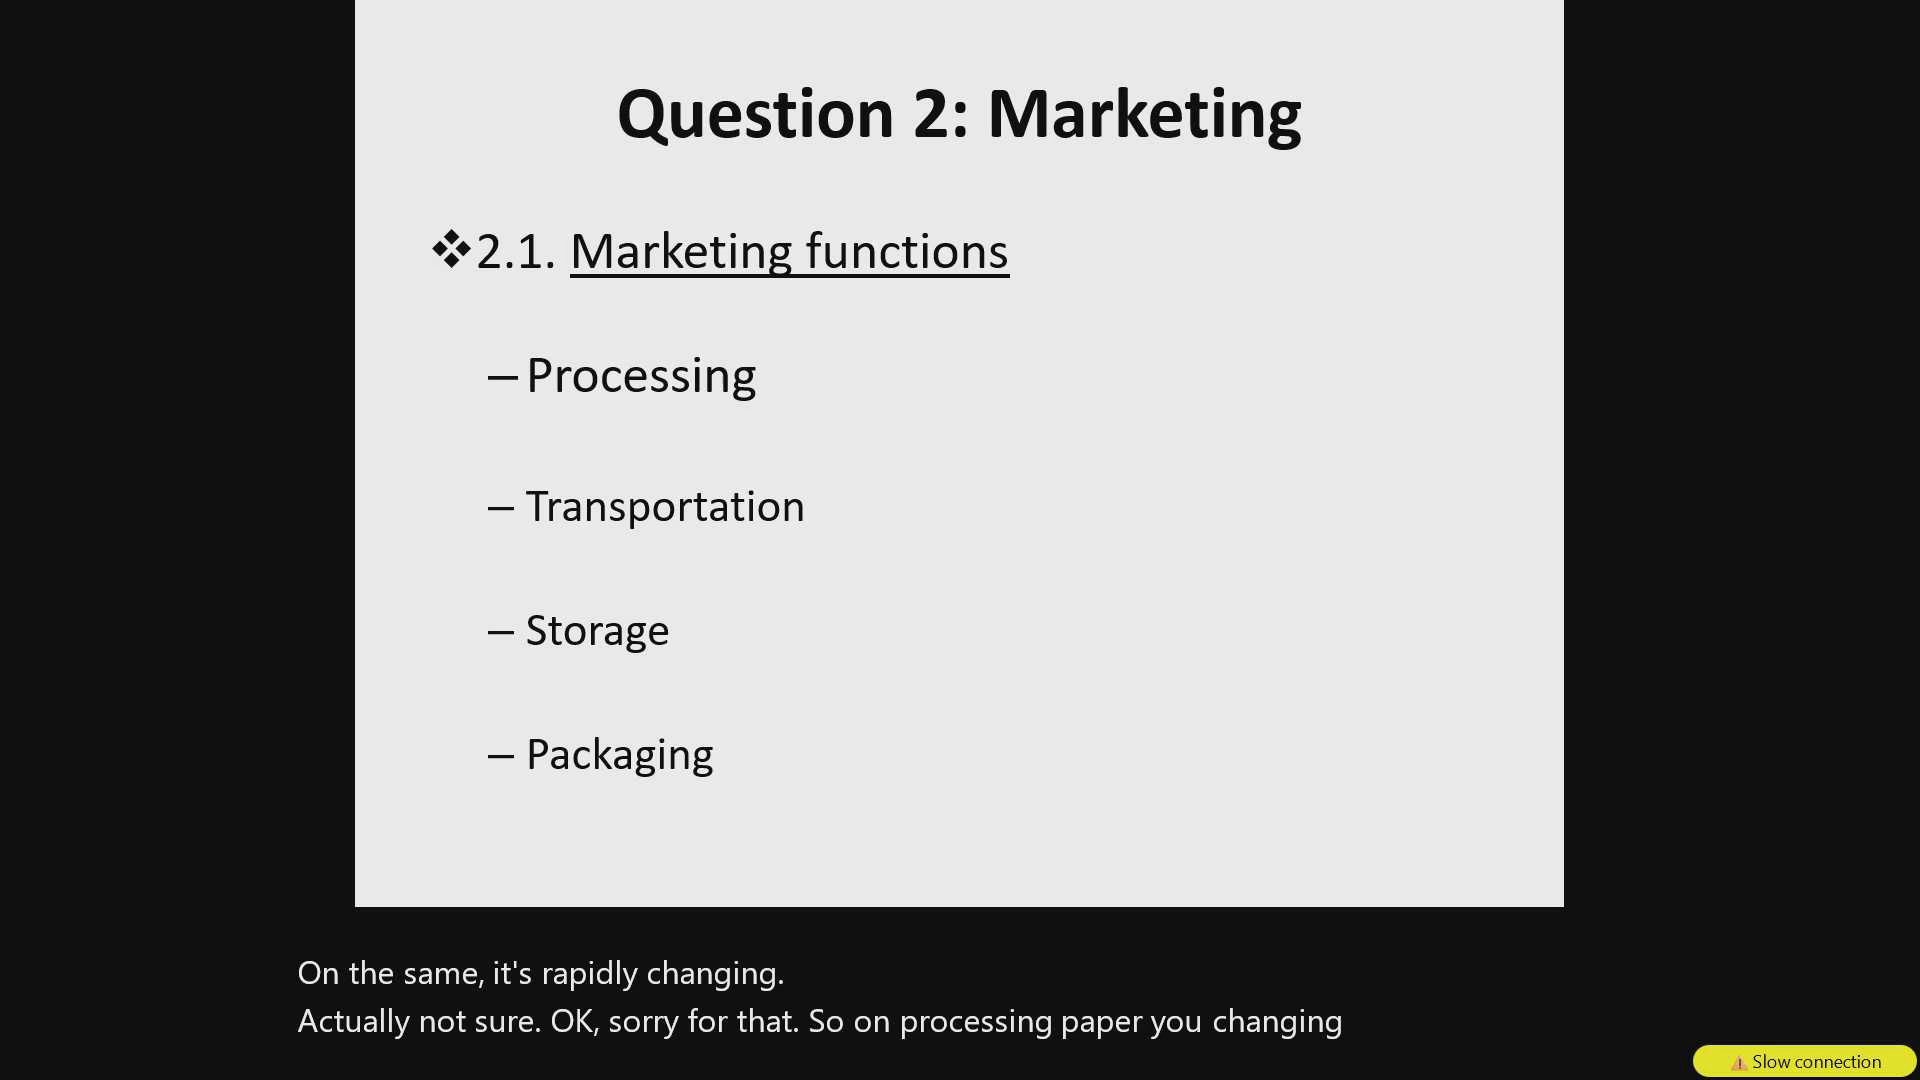 Question 2: Marketing
❖2.1. Marketing functions
– Processing
– Transportation
– Storage
– Packaging
On the same, it's rapidly changing.
Actually not sure. OK, sorry for that. So on processing paper you changing
⚠ Slow connection